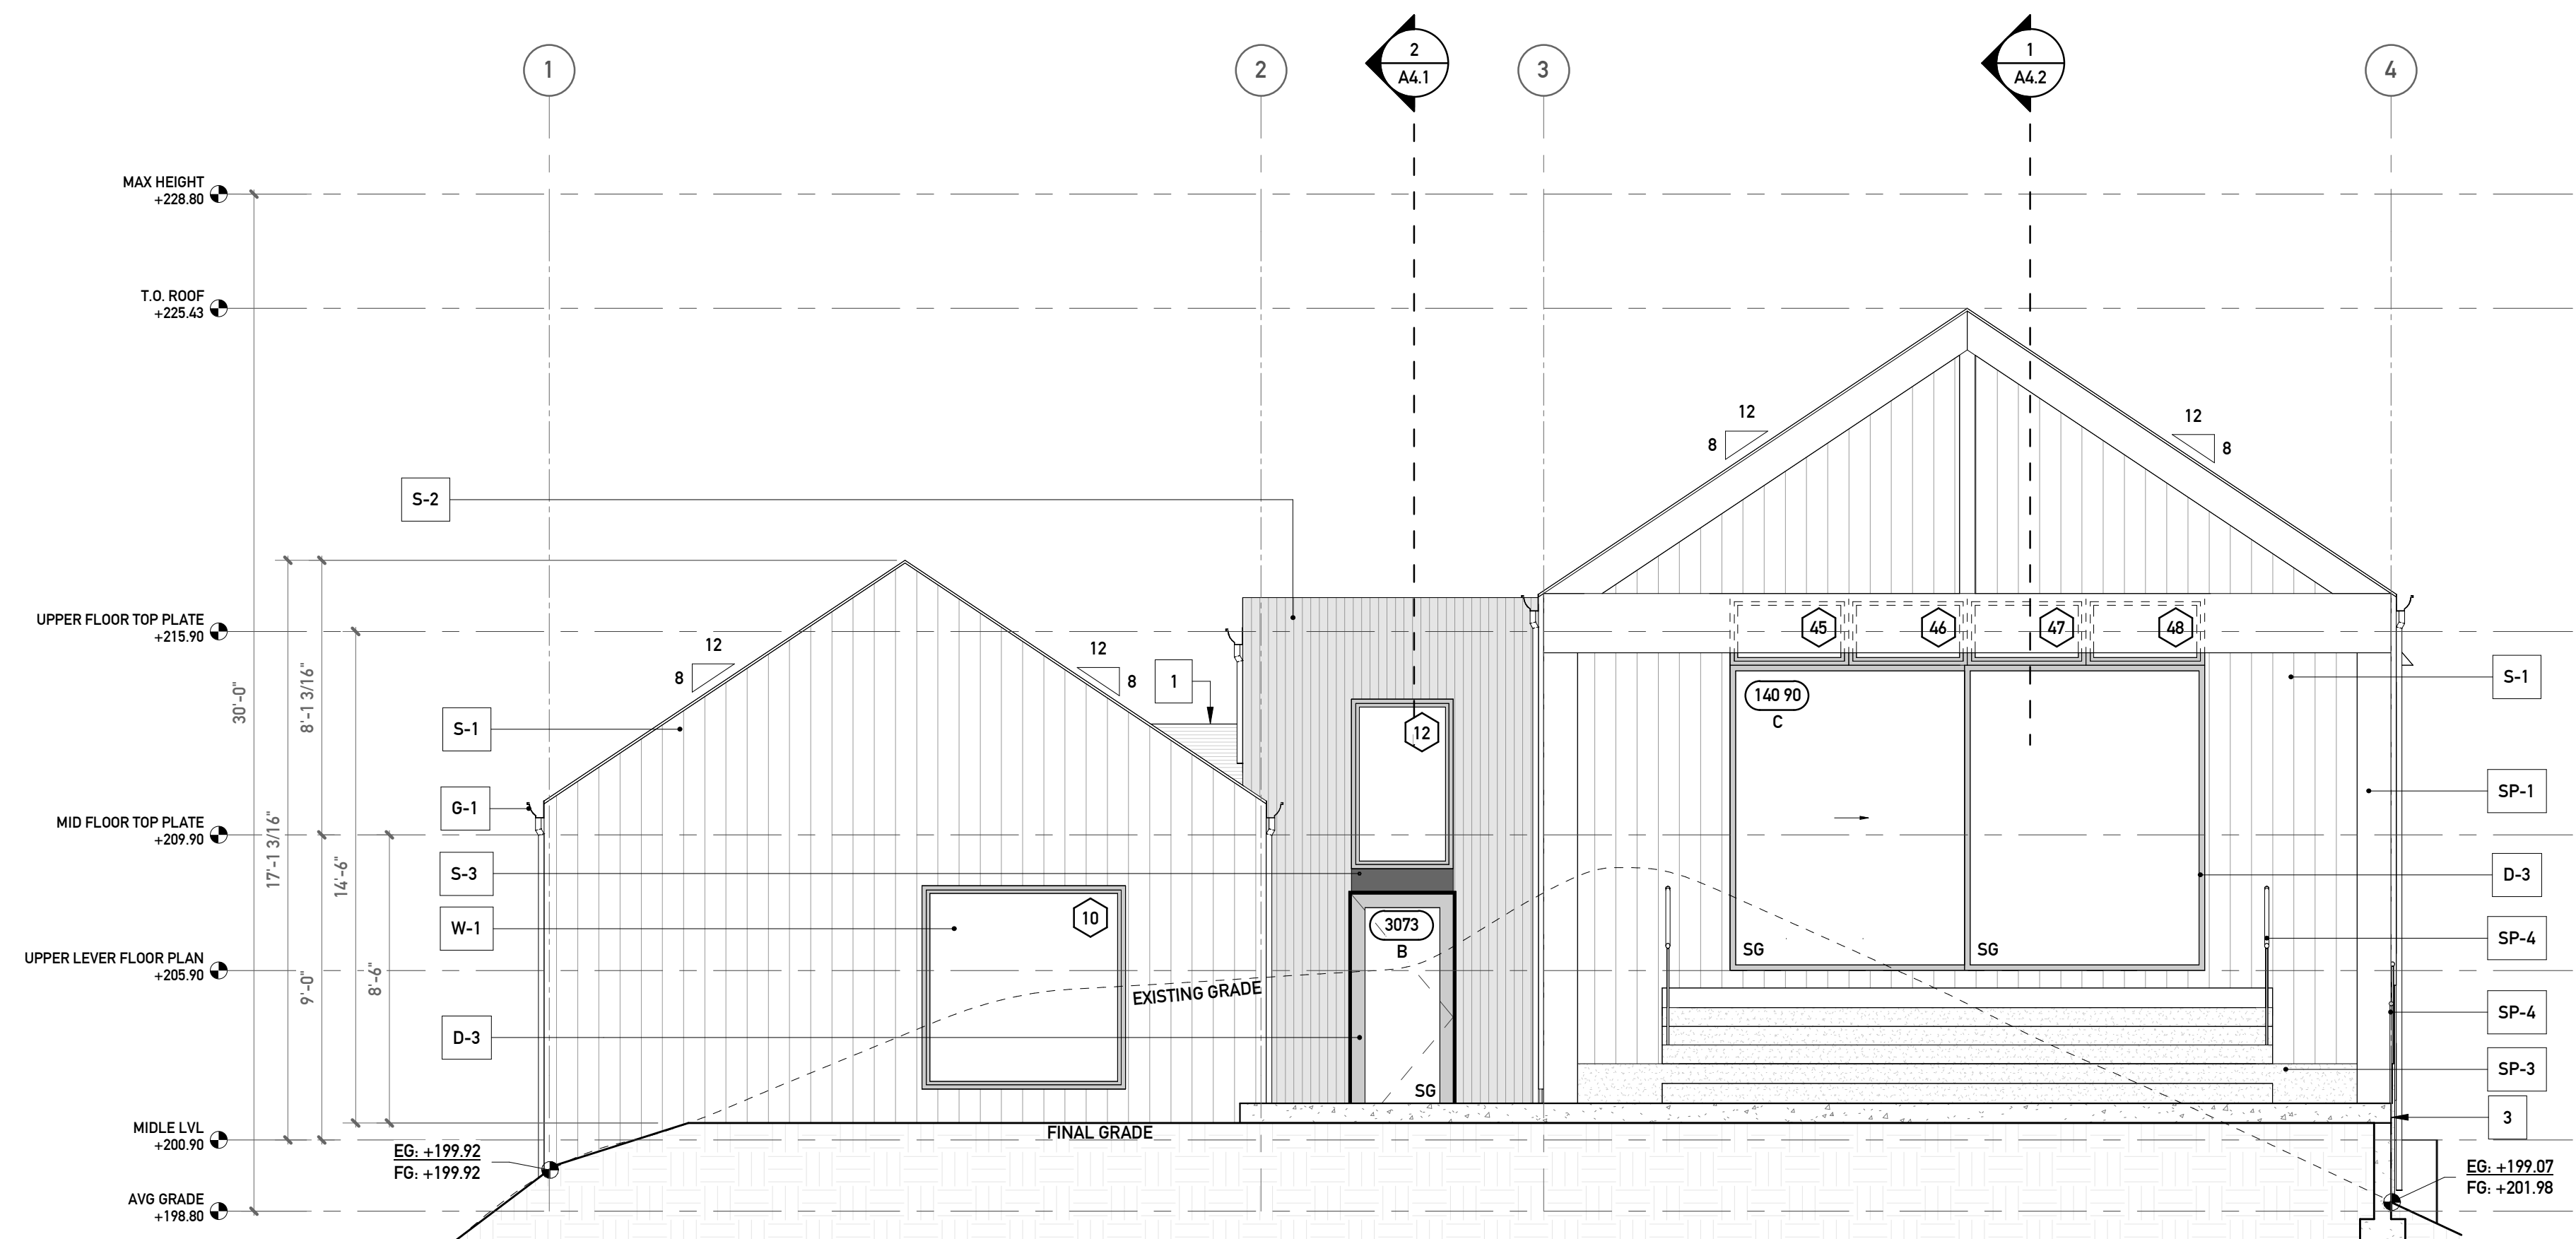 1
2
2
A4.1
3
1
A4.2
4
MAX HEIGHT
+228.80
T.O. ROOF
+225.43
12
8
12
8
S-2
UPPER FLOOR TOP PLATE
+215.90
45
46
47
48
12
8
12
8
1
S-1
30'-0"
8'-1 3/16"
140 90
C
S-1
12
SP-1
G-1
MID FLOOR TOP PLATE
+209.90
17'-1 3/16"
14'-6"
S-3
D-3
W-1
10
3073
B
SG
SG
SP-4
UPPER LEVER FLOOR PLAN
+205.90
9'-0"
8'-6"
EXISTING GRADE
SP-4
D-3
SG
SP-3
3
MIDLE LVL
+200.90
FINAL GRADE
EG: +199.92
FG: +199.92
EG: +199.07
FG: +201.98
AVG GRADE
+198.80